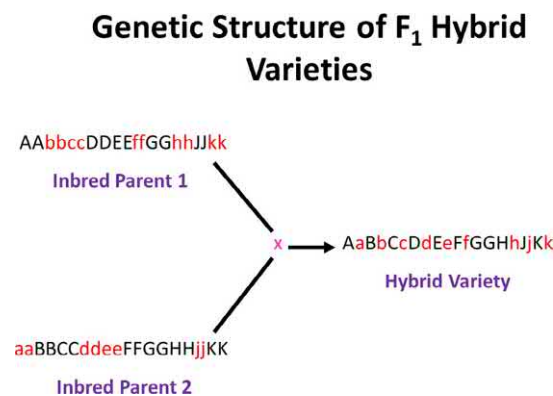 Genetic Structure of F₁ Hybrid
Varieties
AAbbccDDEEffGGhhJJkk
Inbred Parent 1
x
AaBbCcDdEeFfGGHhJjKk
Hybrid Variety
aaBBCCddeeFFGGHHjjKK
Inbred Parent 2